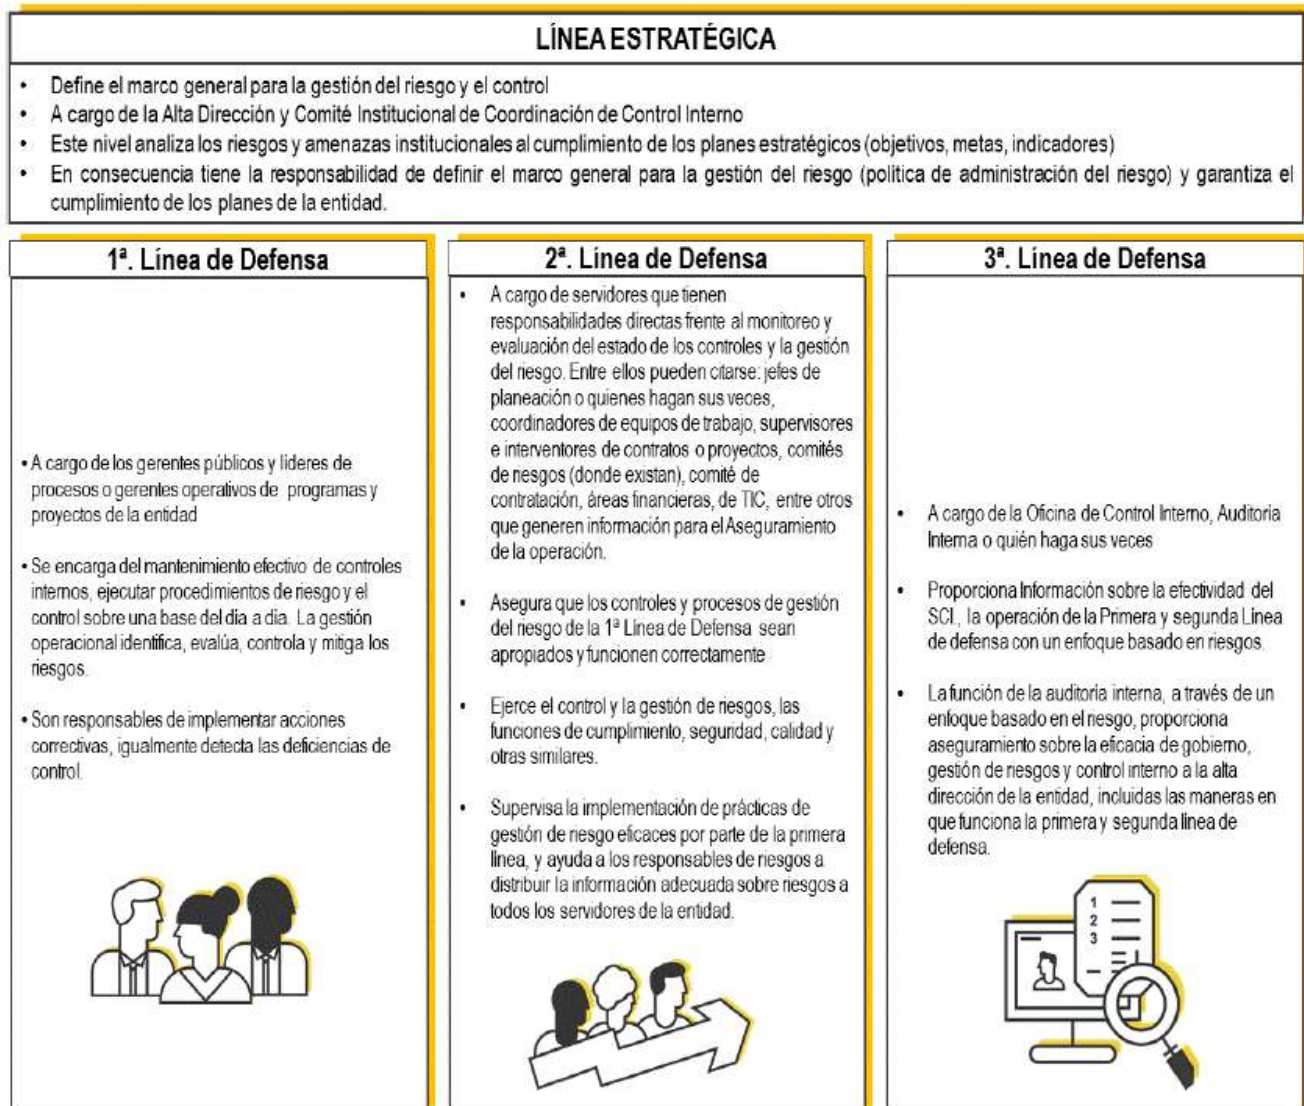 LÍNEA ESTRATÉGICA
• Define el marco general para la gestión del riesgo y el control
• A cargo de la Alta Dirección y Comité Institucional de Coordinación de Control Interno
• Este nivel analiza los riesgos y amenazas institucionales al cumplimiento de los planes estratégicos (objetivos, metas, indicadores)
• En consecuencia tiene la responsabilidad de definir el marco general para la gestión del riesgo (política de administración del riesgo) y garantiza el
cumplimiento de los planes de la entidad.
1ª. Línea de Defensa
• A cargo de los gerentes públicos y líderes de
procesos o gerentes operativos de programas y
proyectos de la entidad
• Se encarga del mantenimiento efectivo de controles
internos, ejecutar procedimientos de riesgo y el
control sobre una base del día a día. La gestión
operacional identifica, evalúa, controla y mitiga los
riesgos.
• Son responsables de implementar acciones
correctivas, igualmente detecta las deficiencias de
control.
2ª. Línea de Defensa
• A cargo de servidores que tienen
responsabilidades directas frente al monitoreo y
evaluación del estado de los controles y la gestión
del riesgo. Entre ellos pueden citarse: jefes de
planeación o quienes hagan sus veces,
coordinadores de equipos de trabajo, supervisores
e interventores de contratos o proyectos, comités
de riesgos (donde existan), comité de
contratación, áreas financieras, de TIC, entre otros
que generen información para el Aseguramiento
de la operación.
• Asegura que los controles y procesos de gestión
del riesgo de la 1ª Línea de Defensa sean
apropiados y funcionen correctamente
• Ejerce el control y la gestión de riesgos, las
funciones de cumplimiento, seguridad, calidad y
otras similares.
• Supervisa la implementación de prácticas de
gestión de riesgo eficaces por parte de la primera
línea, y ayuda a los responsables de riesgos a
distribuir la información adecuada sobre riesgos a
todos los servidores de la entidad.
3ª. Línea de Defensa
• A cargo de la Oficina de Control Interno, Auditoría
Interna o quién haga sus veces
• Proporciona Información sobre la efectividad del
SCI., la operación de la Primera y segunda Línea
de defensa con un enfoque basado en riesgos.
• La función de la auditoría interna, a través de un
enfoque basado en el riesgo, proporciona
aseguramiento sobre la eficacia de gobierno,
gestión de riesgos y control interno a la alta
dirección de la entidad, incluidas las maneras en
que funciona la primera y segunda línea de
defensa.
1
2
3